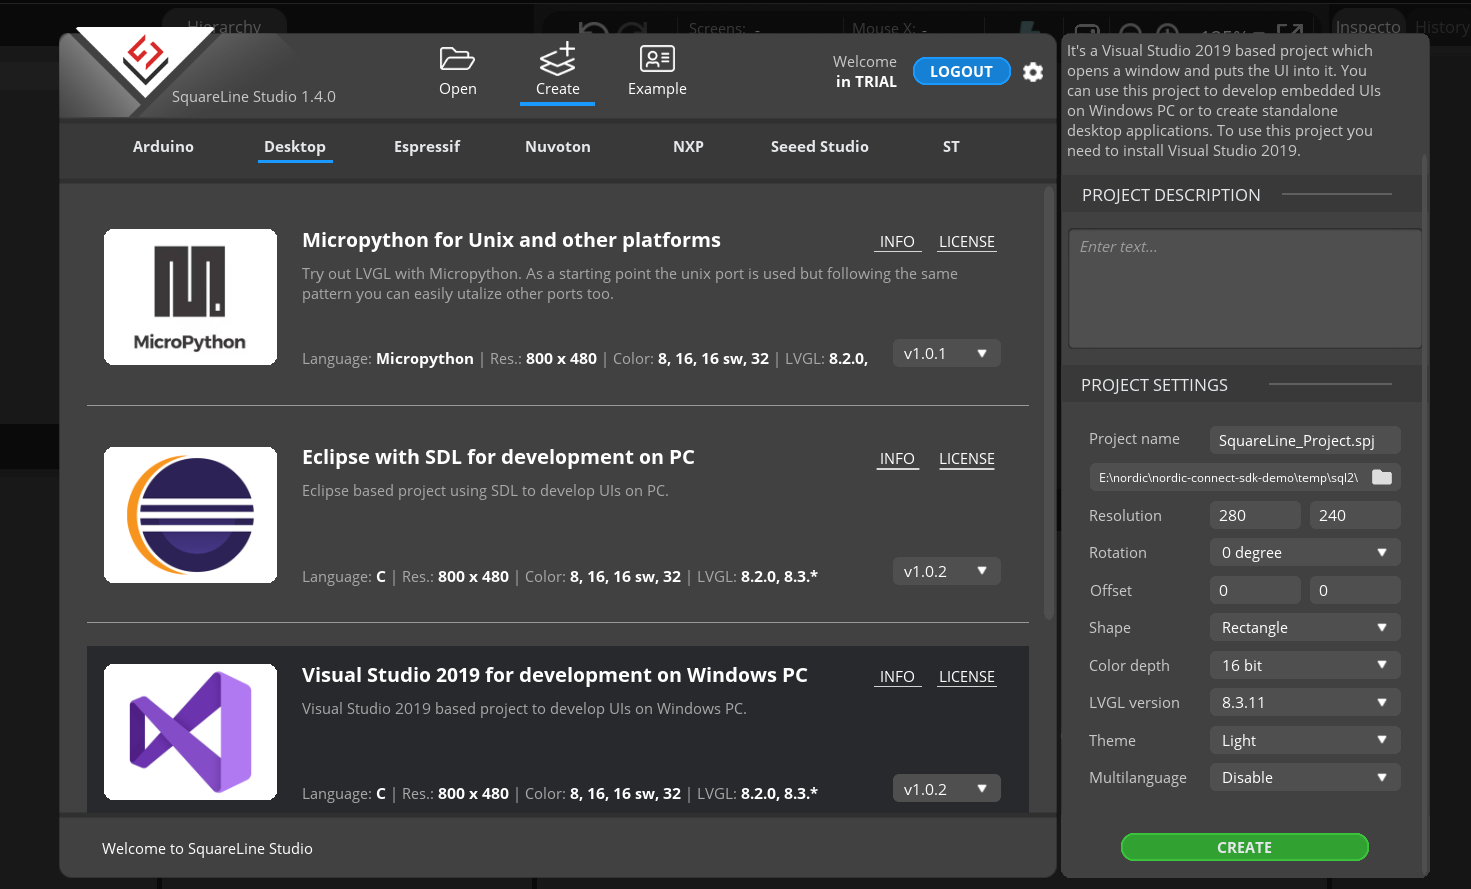 Hierarchy
Screens: -
Mouse X: -
Inspecto
History
SquareLine Studio 1.4.0
Open
Create
Example
Welcome
in TRIAL
LOGOUT
Arduino
Desktop
Espressif
Nuvoton
NXP
Seeed Studio
ST
MicroPython
Micropython for Unix and other platforms
INFO
LICENSE
Try out LVGL with Micropython. As a starting point the unix port is used but following the same
pattern you can easily utalize other ports too.
Language: Micropython | Res.: 800 x 480 | Color: 8, 16, 16 sw, 32 | LVGL: 8.2.0,
v1.0.1
Eclipse with SDL for development on PC
INFO
LICENSE
Eclipse based project using SDL to develop UIs on PC.
Language: C | Res.: 800 x 480 | Color: 8, 16, 16 sw, 32 | LVGL: 8.2.0, 8.3.*
v1.0.2
Visual Studio 2019 for development on Windows PC
INFO
LICENSE
Visual Studio 2019 based project to develop UIs on Windows PC.
Language: C | Res.: 800 x 480 | Color: 8, 16, 16 sw, 32 | LVGL: 8.2.0, 8.3.*
v1.0.2
Welcome to SquareLine Studio
It's a Visual Studio 2019 based project which
opens a window and puts the UI into it. You
can use this project to develop embedded UIs
on Windows PC or to create standalone
desktop applications. To use this project you
need to install Visual Studio 2019.
PROJECT DESCRIPTION
Enter text...
PROJECT SETTINGS
Project name
SquareLine_Project.spj
E:\nordic\nordic-connect-sdk-demo\temp\sql2\
Resolution
280
240
Rotation
0 degree
Offset
0
0
Shape
Rectangle
Color depth
16 bit
LVGL version
8.3.11
Theme
Light
Multilanguage
Disable
CREATE